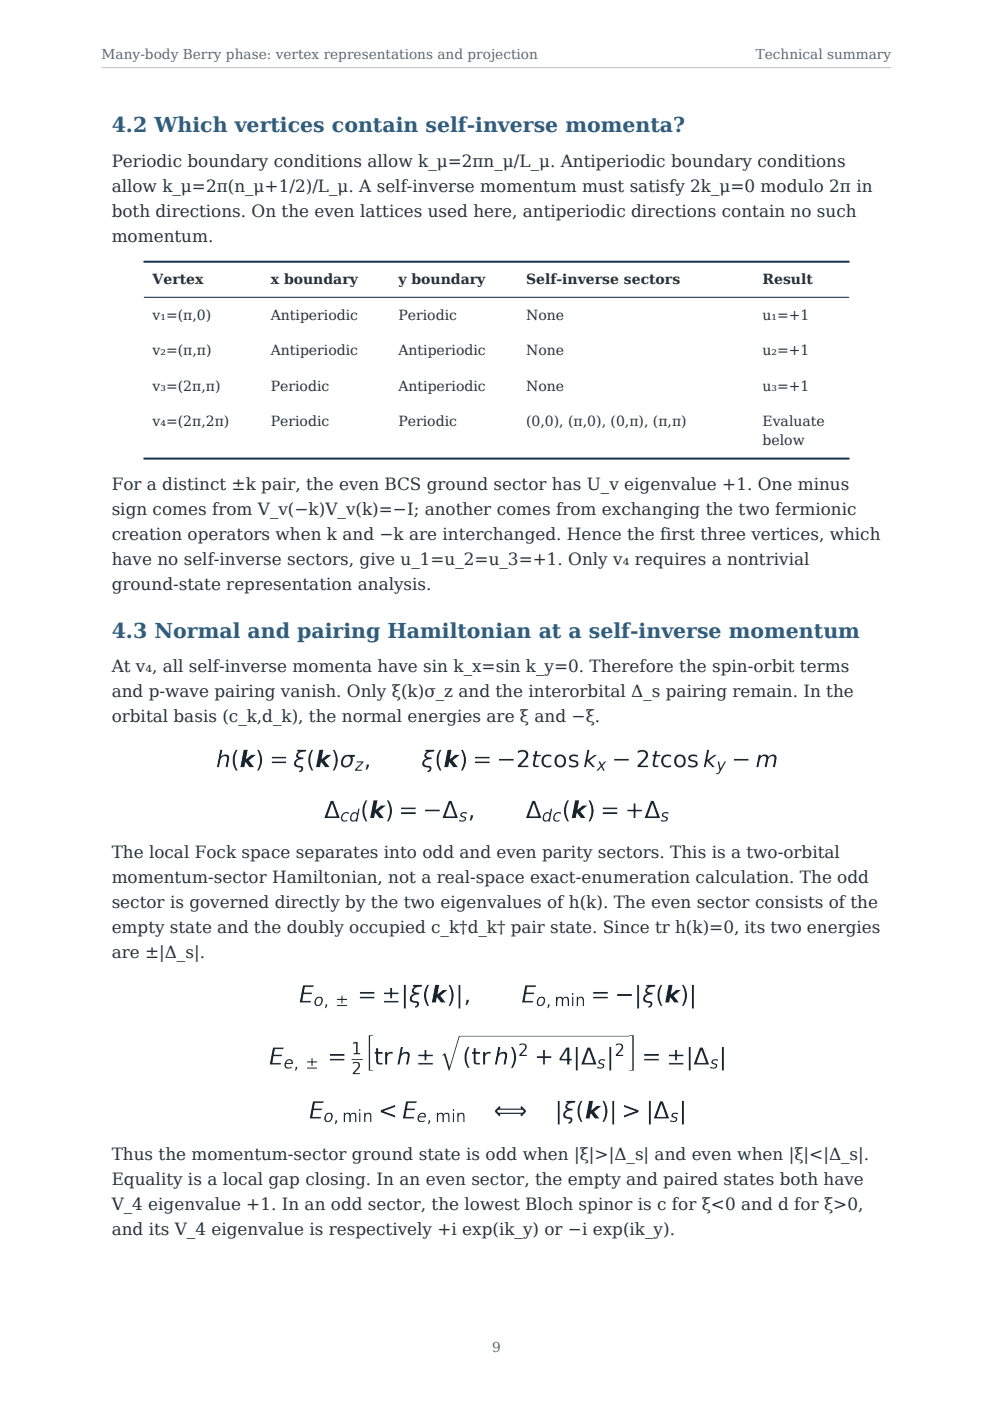 Many-body Berry phase: vertex representations and projection Technical summary
4.2 Which vertices contain self-inverse momenta?
Periodic boundary conditions allow k_μ=2πn_μ/L_μ. Antiperiodic boundary conditions
allow k_μ=2π(n_μ+1/2)/L_μ. A self-inverse momentum must satisfy 2k_μ=0 modulo 2π in
both directions. On the even lattices used here, antiperiodic directions contain no such
momentum.
Vertex x boundary y boundary Self-inverse sectors Result
v₁=(π,0) Antiperiodic Periodic None u₁=+1
v₂=(π,π) Antiperiodic Antiperiodic None u₂=+1
v₃=(2π,π) Periodic Antiperiodic None u₃=+1
v₄=(2π,2π) Periodic Periodic (0,0), (π,0), (0,π), (π,π) Evaluate
below
For a distinct ±k pair, the even BCS ground sector has U_v eigenvalue +1. One minus
sign comes from V_v(−k)V_v(k)=−I; another comes from exchanging the two fermionic
creation operators when k and −k are interchanged. Hence the first three vertices, which
have no self-inverse sectors, give u_1=u_2=u_3=+1. Only v₄ requires a nontrivial
ground-state representation analysis.
4.3 Normal and pairing Hamiltonian at a self-inverse momentum
At v₄, all self-inverse momenta have sin k_x=sin k_y=0. Therefore the spin-orbit terms
and p-wave pairing vanish. Only ξ(k)σ_z and the interorbital Δ_s pairing remain. In the
orbital basis (c_k,d_k), the normal energies are ξ and −ξ.
h(k) = ξ(k)σ_z, ξ(k) = −2t cos k_x − 2t cos k_y − m
Δ_cd(k) = −Δ_s, Δ_dc(k) = +Δ_s
The local Fock space separates into odd and even parity sectors. This is a two-orbital
momentum-sector Hamiltonian, not a real-space exact-enumeration calculation. The odd
sector is governed directly by the two eigenvalues of h(k). The even sector consists of the
empty state and the doubly occupied c_k†d_k† pair state. Since tr h(k)=0, its two energies
are ±|Δ_s|.
E_{o, ±} = ±|ξ(k)|, E_{o, min} = −|ξ(k)|
E_{e, ±} = ½[tr h ± √((tr h)² + 4|Δ_s|²)] = ±|Δ_s|
E_{o, min} < E_{e, min} ⟺ |ξ(k)| > |Δ_s|
Thus the momentum-sector ground state is odd when |ξ|>|Δ_s| and even when |ξ|<|Δ_s|.
Equality is a local gap closing. In an even sector, the empty and paired states both have
V_4 eigenvalue +1. In an odd sector, the lowest Bloch spinor is c for ξ<0 and d for ξ>0,
and its V_4 eigenvalue is respectively +i exp(ik_y) or −i exp(ik_y).
9